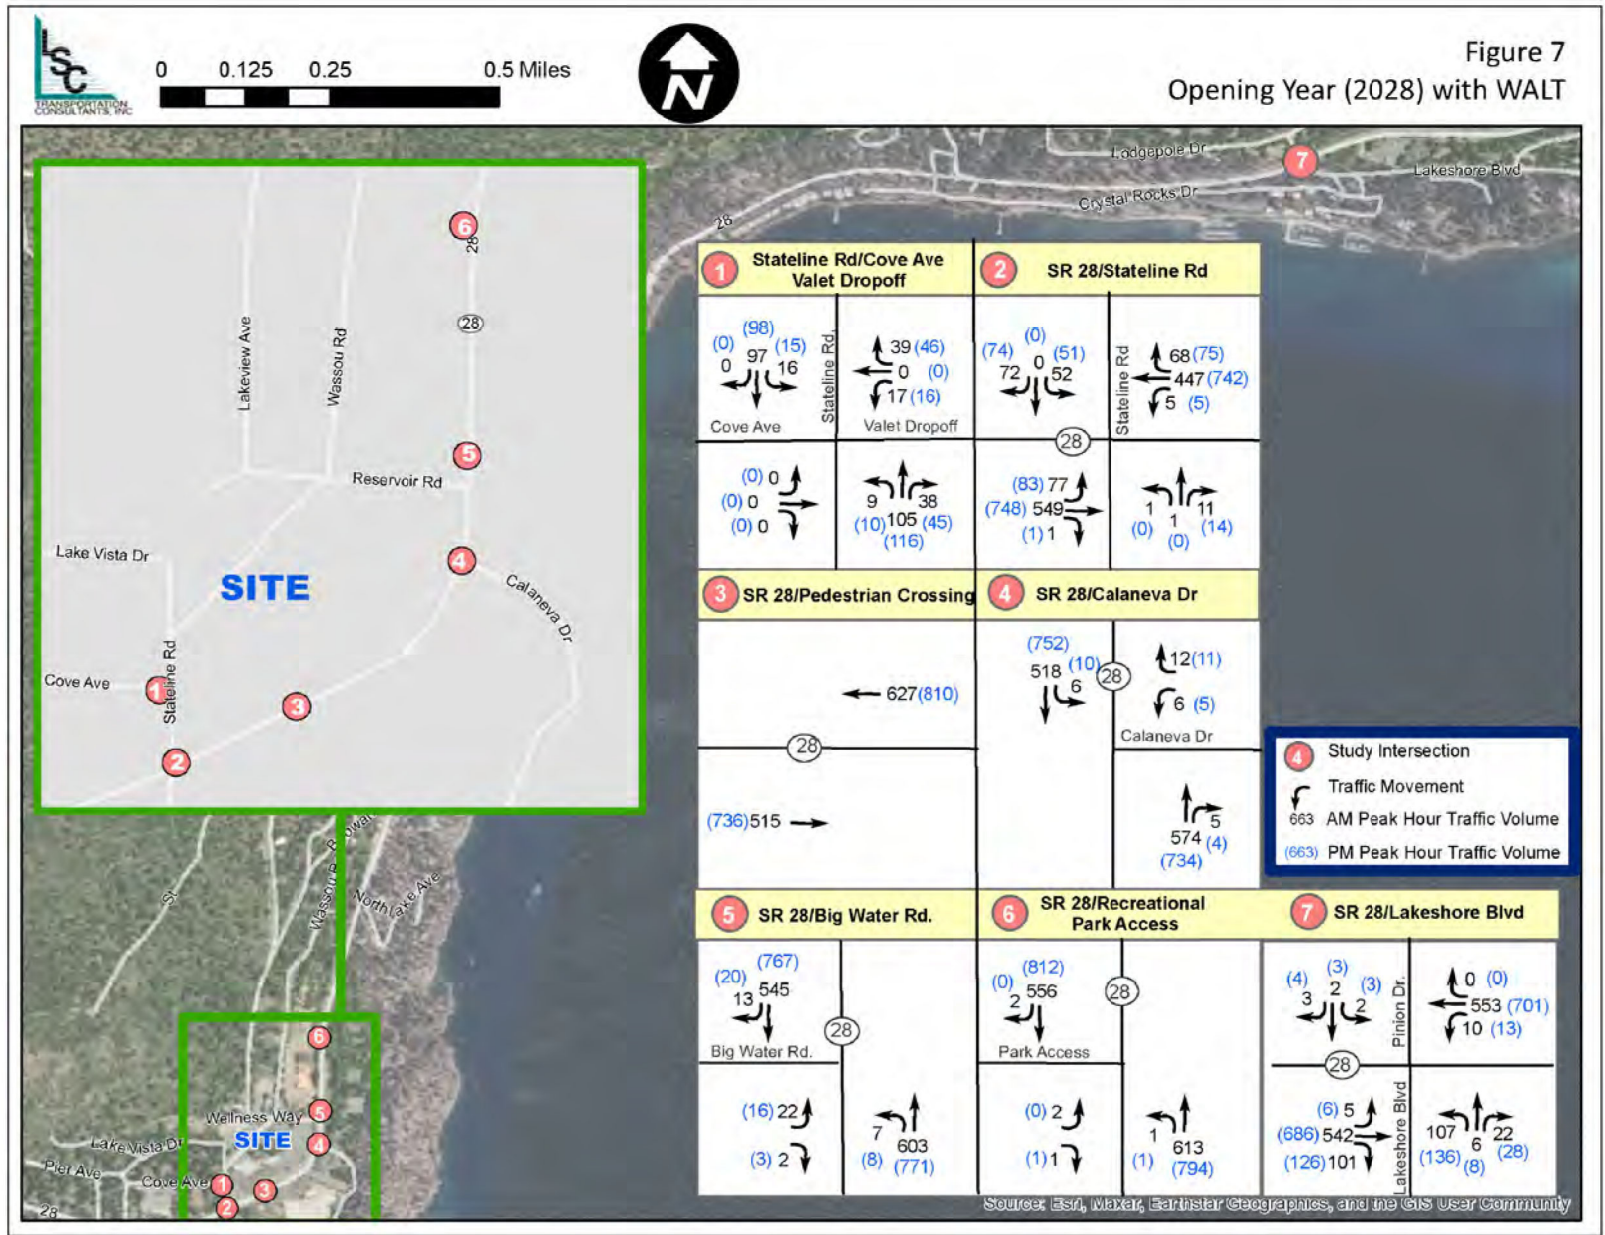 LSC
TRANSPORTATION
CONSULTANTS, INC.
0 0.125 0.25 0.5 Miles
N
Figure 7
Opening Year (2028) with WALT
Lodgepole Dr
7
Lakeshore Blvd
Crystal Rocks Dr
28
6
28
28
Lakeview Ave
Wassou Rd
5
Reservoir Rd
4
Lake Vista Dr
SITE
Calaneva Dr
Stateline Rd
Cove Ave
1
3
2
1 Stateline Rd/Cove Ave
Valet Dropoff
(0) (98) (15)
0 97 16
Stateline Rd.
39 (46)
0 (0)
17 (16)
Cove Ave
Valet Dropoff
(0) 0
(0) 0
(0) 0
9 38
(10) 105 (45)
(116)
2 SR 28/Stateline Rd
(74) (0) (51)
72 0 52
Stateline Rd
68 (75)
447 (742)
5 (5)
28
(83) 77
(748) 549
(1) 1
1 1 11
(0) (0) (14)
3 SR 28/Pedestrian Crossing
627 (810)
28
(736) 515
4 SR 28/Calaneva Dr
(752)
518 (10)
6
28
12 (11)
6 (5)
Calaneva Dr
5
574 (4)
(734)
4 Study Intersection
Traffic Movement
663 AM Peak Hour Traffic Volume
(663) PM Peak Hour Traffic Volume
5 SR 28/Big Water Rd.
(20) (767)
13 545
28
Big Water Rd.
(16) 22
(3) 2
7 603
(8) (771)
6 SR 28/Recreational
Park Access
(0) (812)
2 556
28
Park Access
(0) 2
(1) 1
1 613
(1) (794)
7 SR 28/Lakeshore Blvd
(4) (3) (3)
3 2 2
Pinion Dr.
0 (0)
553 (701)
10 (13)
28
(6) 5
(686) 542
(126) 101
Lakeshore Blvd
107 6 22
(136) (8) (28)
St
North Lake Ave
6
5
Wellness Way
SITE
4
Lake Vista Dr
Pier Ave
Cove Ave
1
3
2
28
Source: Esri, Maxar, Earthstar Geographics, and the GIS User Community